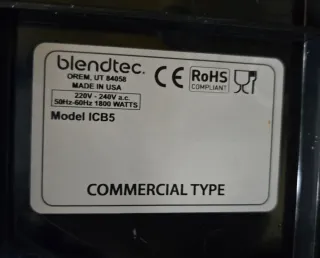 blendtec.
OREM, UT 84058
MADE IN USA
220V - 240V a.c.
50Hz-60Hz 1800 WATTS
Model ICB5
CE
RoHS
COMPLIANT
COMMERCIAL TYPE